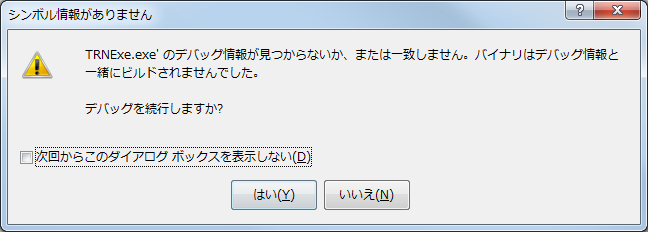 シンボル情報がありません
TRNExe.exe' のデバッグ情報が見つからないか、または一致しません。バイナリはデバッグ情報と
一緒にビルドされませんでした。
デバッグを続行しますか?
次回からこのダイアログ ボックスを表示しない(D)
はい(Y) いいえ(N)